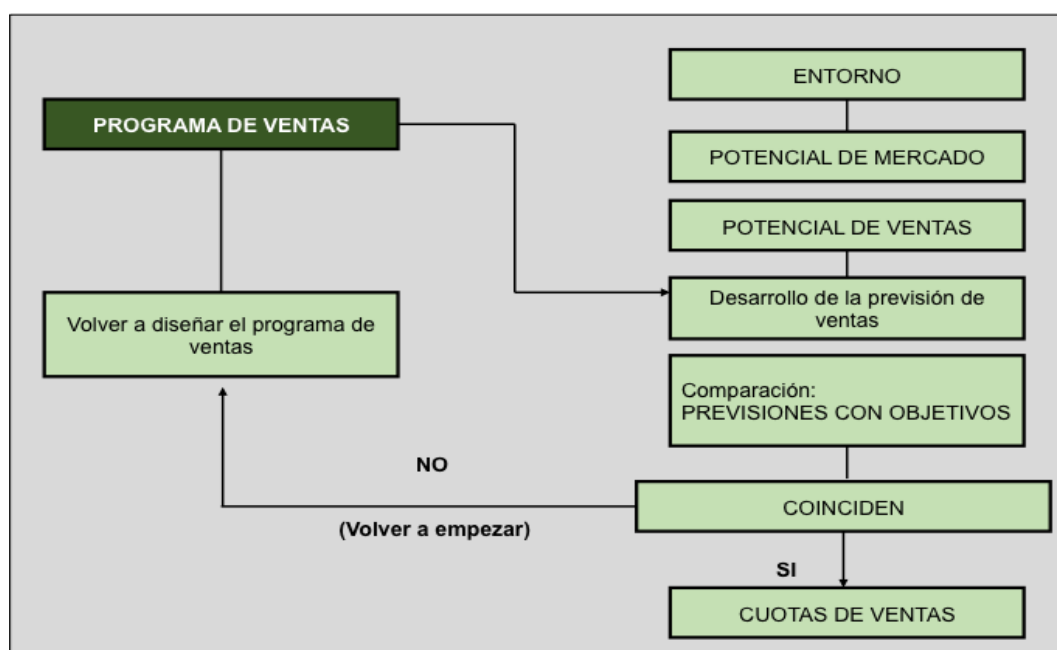 ENTORNO
PROGRAMA DE VENTAS
POTENCIAL DE MERCADO
POTENCIAL DE VENTAS
Desarrollo de la previsión de
ventas
Volver a diseñar el programa de
ventas
Comparación:
PREVISIONES CON OBJETIVOS
NO
COINCIDEN
(Volver a empezar)
SI
CUOTAS DE VENTAS